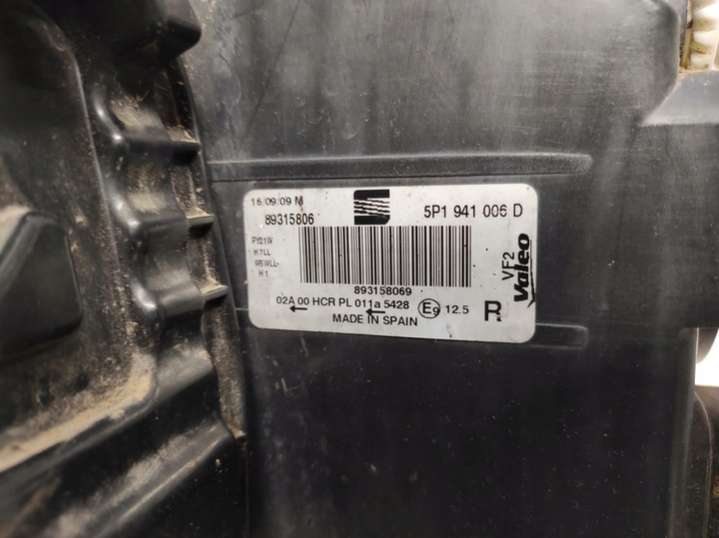 16/09/09 M
89315806
5P1 941 006 D
PY21W
H7LL
W5WLL-
H1
893158069
02A 00 HCR PL 011a 5428 E9 12.5 R
MADE IN SPAIN
VF2
Valeo